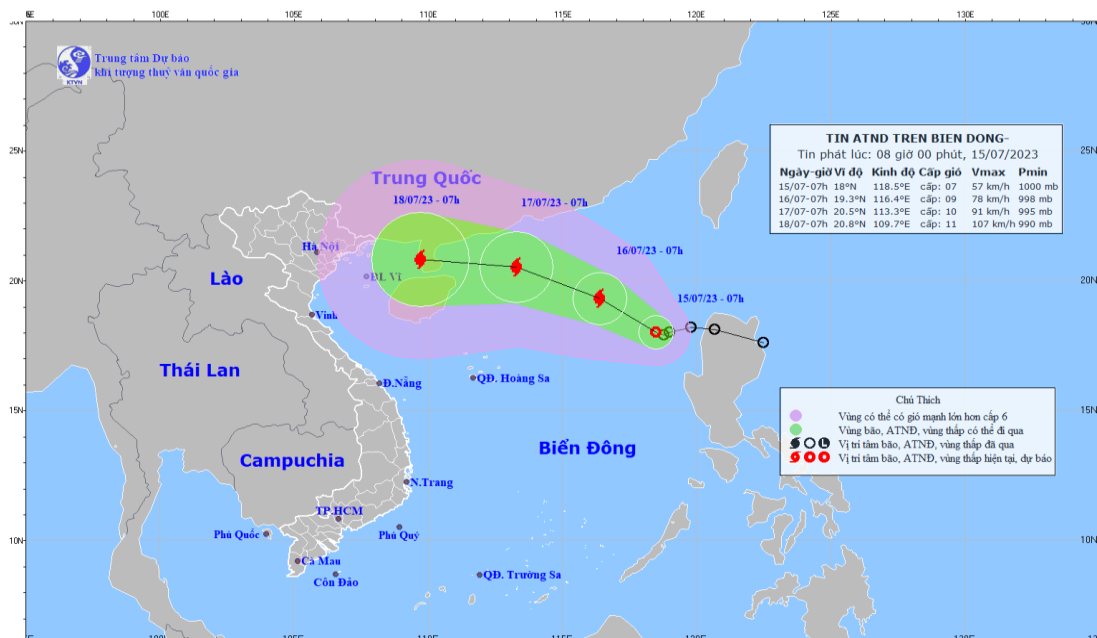 105°E
110°E
115°E
120°E
125°E
130°E
Trung tâm Dự báo
khí tượng thuỷ văn quốc gia
KTVN
25N
TIN ATND TREN BIEN DONG-
Tin phát lúc: 08 giờ 00 phút, 15/07/2023
Ngày-giờ Vĩ độ Kinh độ Cấp gió Vmax Pmin
15/07-07h 18°N 118.5°E cấp: 07 57 km/h 1000 mb
16/07-07h 19.3°N 116.4°E cấp: 09 78 km/h 998 mb
17/07-07h 20.5°N 113.3°E cấp: 10 91 km/h 995 mb
18/07-07h 20.8°N 109.7°E cấp: 11 107 km/h 990 mb
Trung Quốc
18/07/23 - 07h
17/07/23 - 07h
16/07/23 - 07h
15/07/23 - 07h
Hà Nội
Lào
ĐL Vĩ
20N
Vinh
Thái Lan
Đ.Nẵng
QĐ. Hoàng Sa
15N
Biển Đông
Campuchia
N.Trang
TP.HCM
Phú Quốc
Phú Quý
10N
Cà Mau
Côn Đảo
QĐ. Trường Sa
Chú Thích
Vùng có thể có gió mạnh lớn hơn cấp 6
Vùng bão, ATNĐ, vùng thấp có thể đi qua
L
Vị trí tâm bão, ATNĐ, vùng thấp đã qua
Vị trí tâm bão, ATNĐ, vùng thấp hiện tại, dự báo
100E
105E
110E
115E
120E
125E
130E